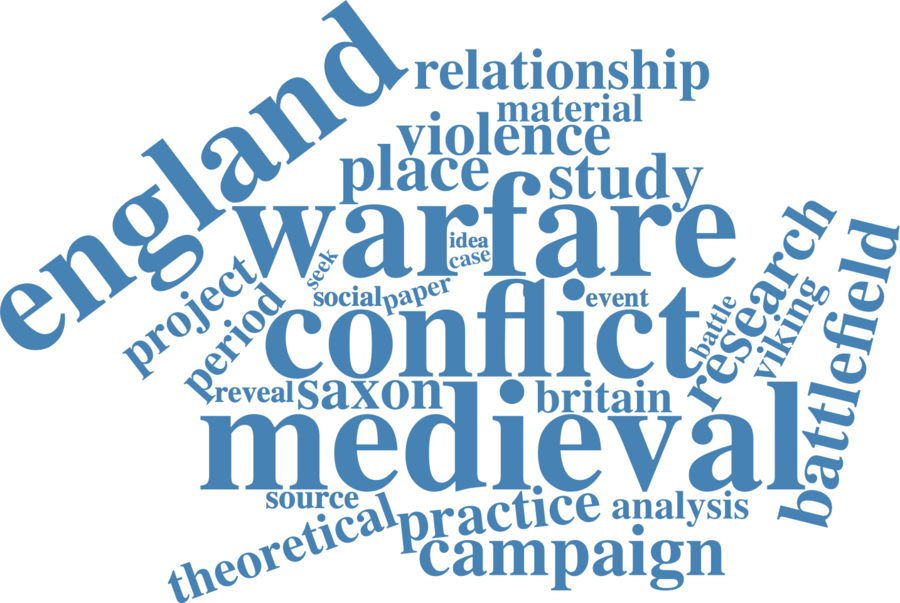 england
relationship
material
violence
place
study
warfare
idea
case
seek
research
battlefield
project
period
social
paper
event
conflict
battle
viking
reveal
saxon
britain
medieval
source
theoretical
practice
analysis
campaign